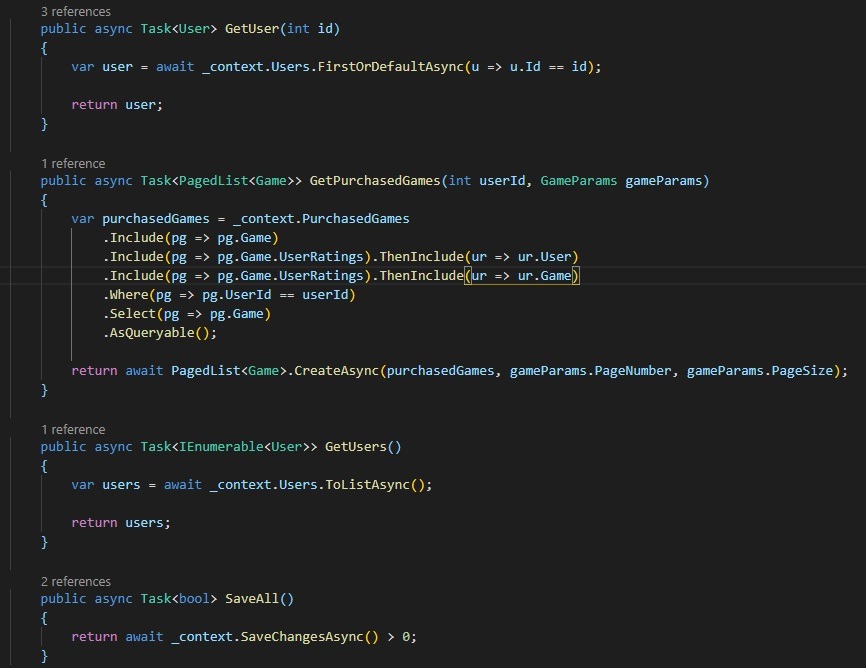 3 references
public async Task<User> GetUser(int id)
{
var user = await _context.Users.FirstOrDefaultAsync(u => u.Id == id);
return user;
}
1 reference
public async Task<PagedList<Game>> GetPurchasedGames(int userId, GameParams gameParams)
{
var purchasedGames = _context.PurchasedGames
.Include(pg => pg.Game)
.Include(pg => pg.Game.UserRatings).ThenInclude(ur => ur.User)
.Include(pg => pg.Game.UserRatings).ThenInclude(ur => ur.Game)
.Where(pg => pg.UserId == userId)
.Select(pg => pg.Game)
.AsQueryable();
return await PagedList<Game>.CreateAsync(purchasedGames, gameParams.PageNumber, gameParams.PageSize);
}
1 reference
public async Task<IEnumerable<User>> GetUsers()
{
var users = await _context.Users.ToListAsync();
return users;
}
2 references
public async Task<bool> SaveAll()
{
return await _context.SaveChangesAsync() > 0;
}